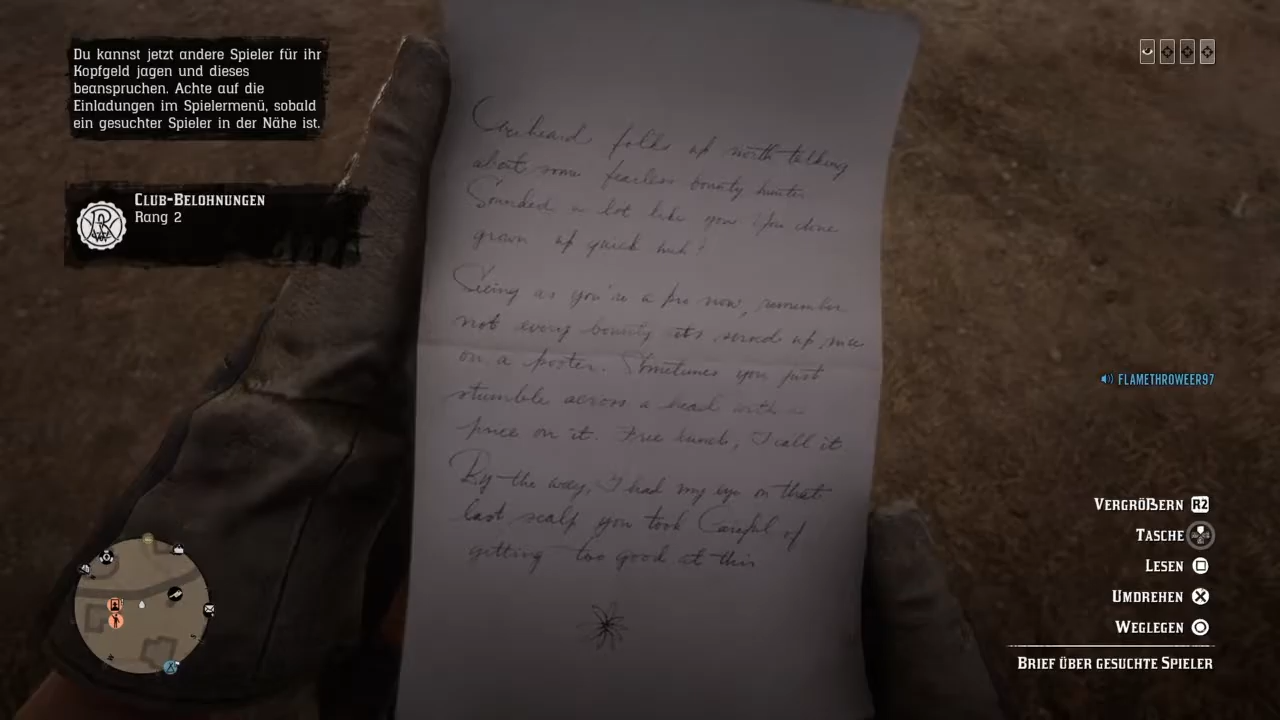 Du kannst jetzt andere Spieler für ihr
Kopfgeld jagen und dieses
beanspruchen. Achte auf die
Einladungen im Spielermenü, sobald
ein gesuchter Spieler in der Nähe ist.
Club-Belohnungen
Rang 2
Overheard folks up north talking
about some fearless bounty hunter
Sounded a lot like you. You done
grown up quick huh?
Seeing as you're a pro now, remember
not every bounty gets served up nice
on a poster. Sometimes you just
stumble across a head with a
price on it. Free lunch, I call it
By the way, I had my eye on that
last scalp you took Careful of
getting too good at this
FLAMETHROWEER97
Vergrößern R2
Tasche
Lesen
Umdrehen
Weglegen
Brief über gesuchte Spieler